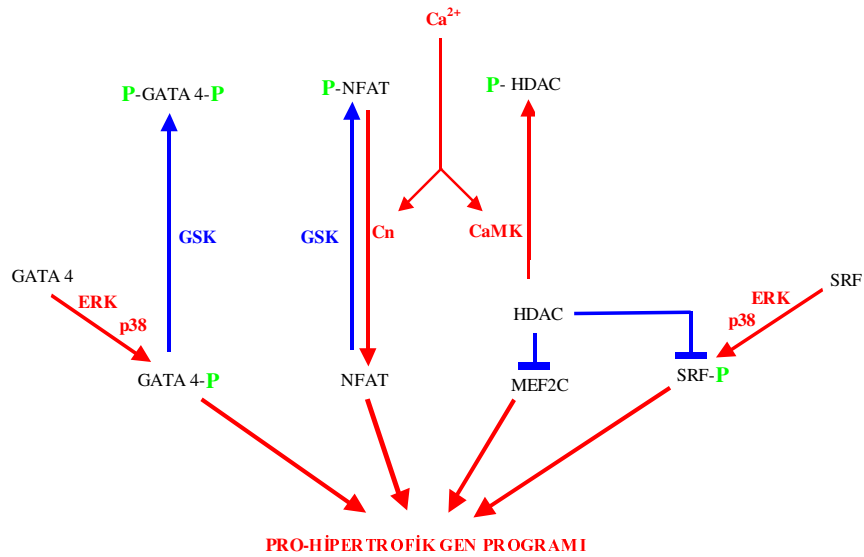 Ca2+
P-GATA 4-P
P-NFAT
P- HDAC
GSK
GSK
Cn
CaMK
GATA 4
ERK
p38
HDAC
SRF
ERK
p38
GATA 4-P
NFAT
MEF2C
SRF-P
PRO-HİPERTROFİK GEN PROGRAMI